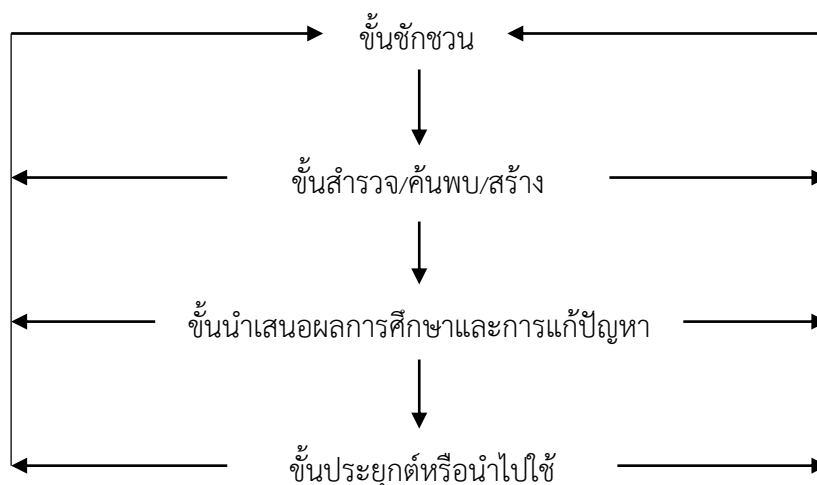 ขั้นชักชวน
ขั้นสำรวจ/ค้นพบ/สร้าง
ขั้นนำเสนอผลการศึกษาและการแก้ปัญหา
ขั้นประยุกต์หรือนำไปใช้